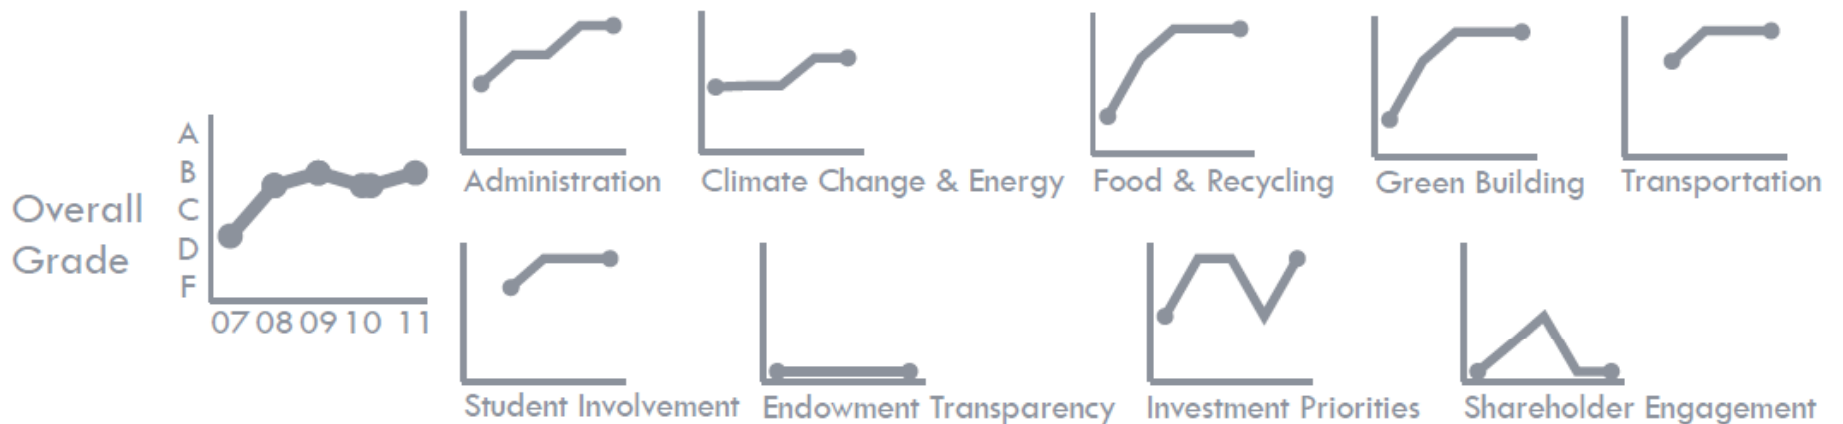 Overall
Grade
A
B
C
D
F
07 08 09 10 11
Administration
Climate Change & Energy
Food & Recycling
Green Building
Transportation
Student Involvement
Endowment Transparency
Investment Priorities
Shareholder Engagement